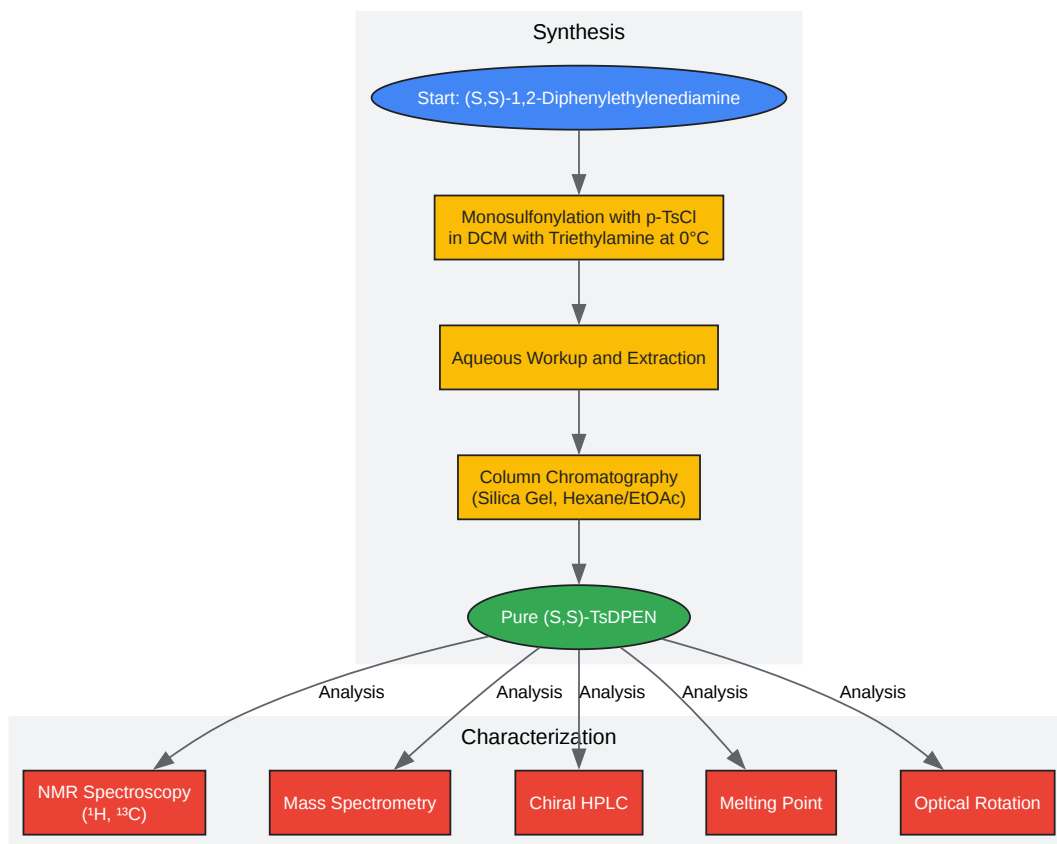 Synthesis
Start: (S,S)-1,2-Diphenylethylenediamine
Monosulfonylation with p-TsCl
in DCM with Triethylamine at 0°C
Aqueous Workup and Extraction
Column Chromatography
(Silica Gel, Hexane/EtOAc)
Pure (S,S)-TsDPEN
Analysis
Analysis
Analysis
Analysis
Analysis
Characterization
NMR Spectroscopy
(¹H, ¹³C)
Mass Spectrometry
Chiral HPLC
Melting Point
Optical Rotation